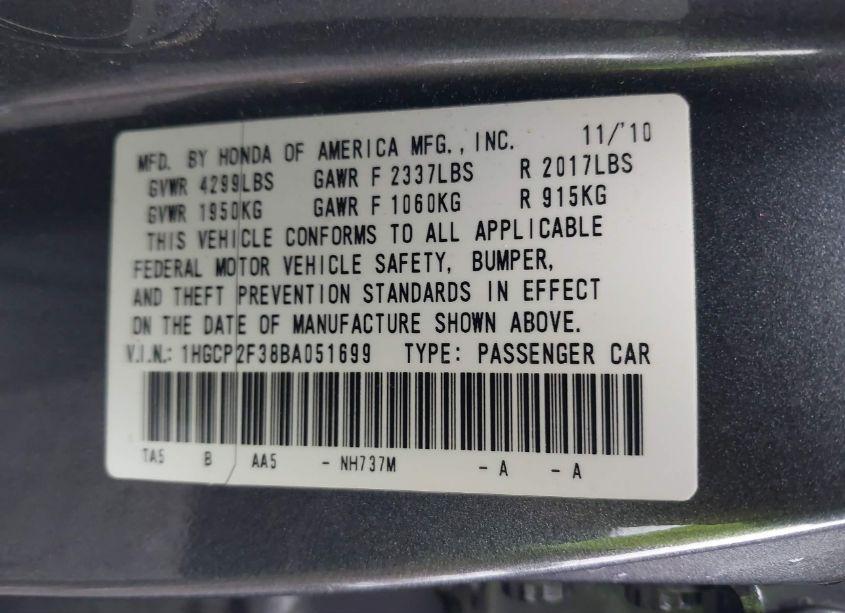 MFD. BY HONDA OF AMERICA MFG., INC. 11/'10
GVWR 4299LBS GAWR F 2337LBS R 2017LBS
GVWR 1950KG GAWR F 1060KG R 915KG
THIS VEHICLE CONFORMS TO ALL APPLICABLE
FEDERAL MOTOR VEHICLE SAFETY, BUMPER,
AND THEFT PREVENTION STANDARDS IN EFFECT
ON THE DATE OF MANUFACTURE SHOWN ABOVE.
V.I.N.: 1HGCP2F38BA051699 TYPE: PASSENGER CAR
TA5 B AA5 - NH737M - A - A